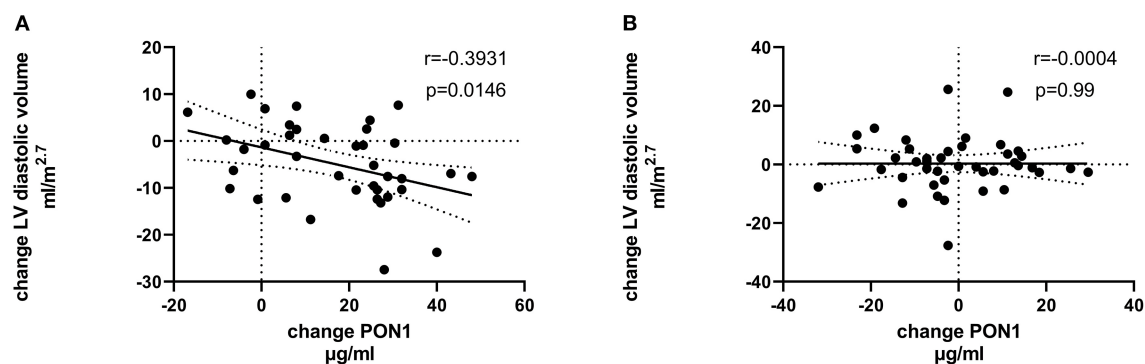 A
change LV diastolic volume
ml/m2.7
20
10
0
-10
-20
-30
-20
0
20
40
60
r=-0.3931
p=0.0146
change PON1
µg/ml
B
change LV diastolic volume
ml/m2.7
40
20
0
-20
-40
-40
-20
0
20
40
r=-0.0004
p=0.99
change PON1
µg/ml